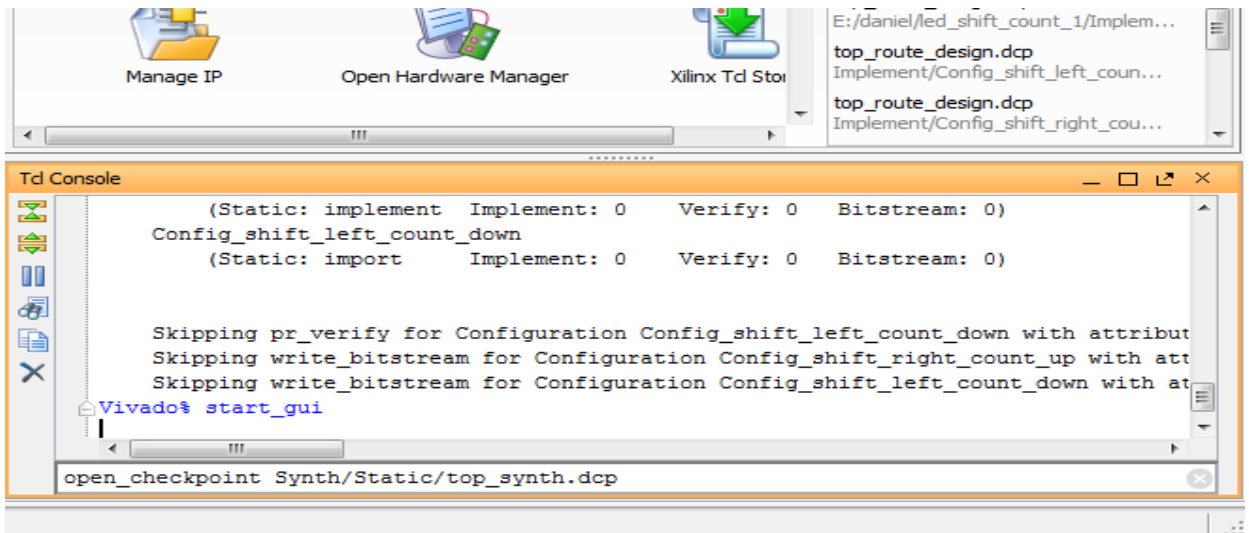 E:/daniel/led_shift_count_1/Implem...
Manage IP
Open Hardware Manager
Xilinx Tcl Stor
top_route_design.dcp
Implement/Config_shift_left_coun...
top_route_design.dcp
Implement/Config_shift_right_cou...
Tcl Console
(Static: implement Implement: 0 Verify: 0 Bitstream: 0)
Config_shift_left_count_down
(Static: import Implement: 0 Verify: 0 Bitstream: 0)
Skipping pr_verify for Configuration Config_shift_left_count_down with attribut
Skipping write_bitstream for Configuration Config_shift_right_count_up with att
Skipping write_bitstream for Configuration Config_shift_left_count_down with at
Vivado% start_gui
open_checkpoint Synth/Static/top_synth.dcp